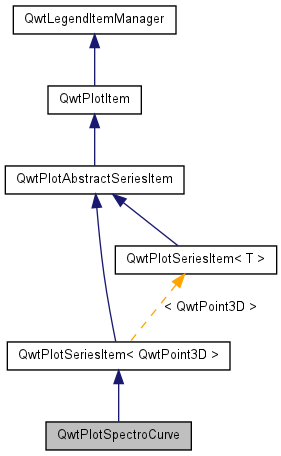 QwtLegendItemManager
QwtPlotItem
QwtPlotAbstractSeriesItem
QwtPlotSeriesItem< T >
< QwtPoint3D >
QwtPlotSeriesItem< QwtPoint3D >
QwtPlotSpectroCurve